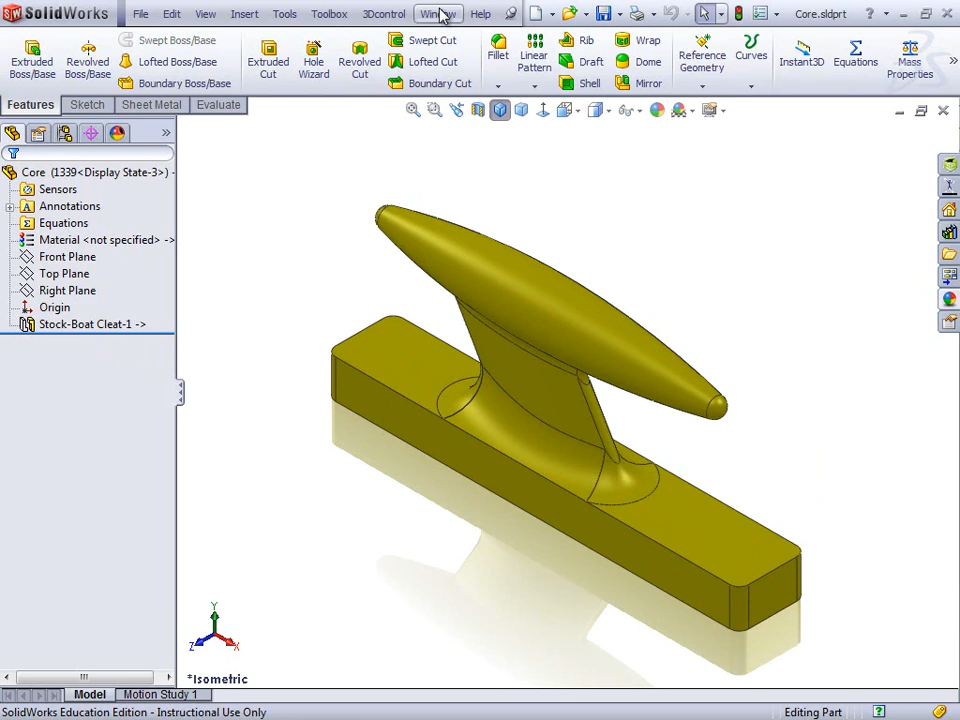 SolidWorks File Edit View Insert Tools Toolbox 3Dcontrol Window Help Core.sldprt
Extruded Boss/Base
Revolved Boss/Base
Swept Boss/Base
Lofted Boss/Base
Boundary Boss/Base
Extruded Cut
Hole Wizard
Revolved Cut
Swept Cut
Lofted Cut
Boundary Cut
Fillet
Linear Pattern
Rib
Draft
Shell
Wrap
Dome
Mirror
Reference Geometry
Curves
Instant3D
Equations
Mass Properties
Features Sketch Sheet Metal Evaluate
Core (1339<Display State-3>) -
Sensors
Annotations
Equations
Material <not specified> ->
Front Plane
Top Plane
Right Plane
Origin
Stock-Boat Cleat-1 ->
Y
Z X
*Isometric
Model Motion Study 1
SolidWorks Education Edition - Instructional Use Only Editing Part